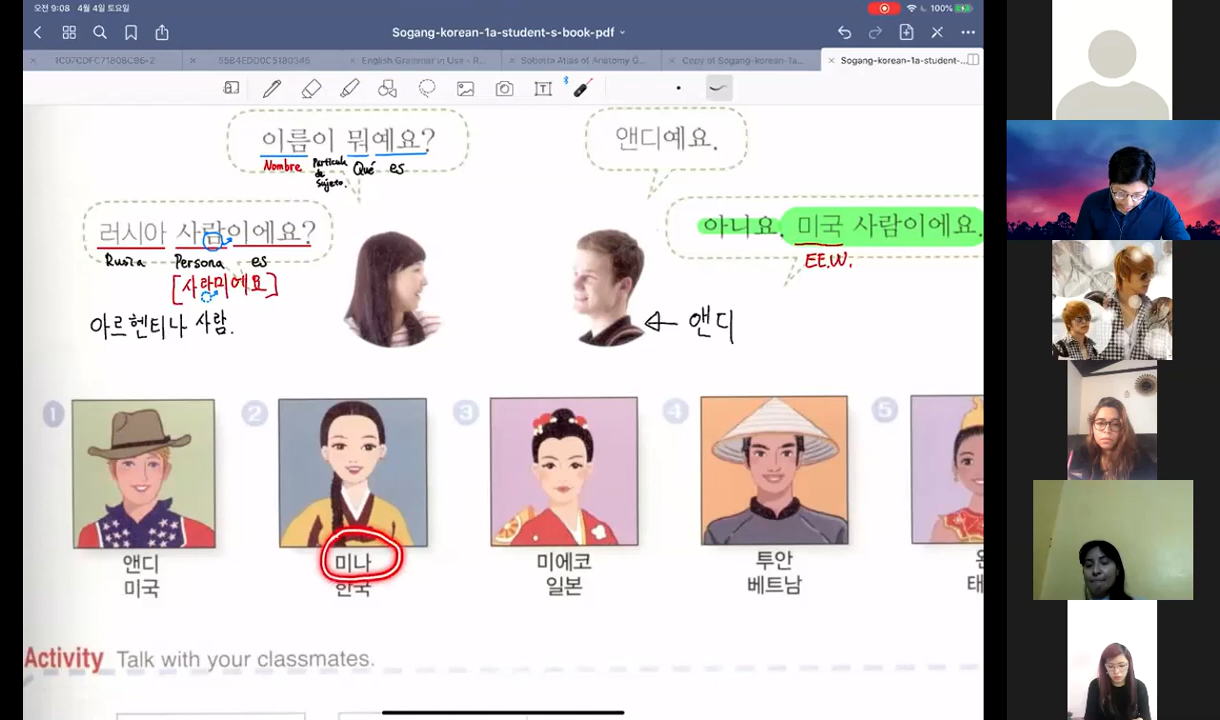 오전 9:08 4월 4일 토요일
100%
Sogang-korean-1a-student-s-book-pdf
English Grammar in Use - R...
Sobotta Atlas of Anatomy G...
Copy of Sogang-korean-1a...
Sogang-korean-1a-student-...
이름이 뭐예요?
Nombre Partícula de sujeto. Qué es
앤디예요.
러시아 사람이에요?
Rusia Persona es
[사라미에요]
아르헨티나 사람.
아니요. 미국 사람이에요.
EE.UU.
앤디
1 2 3 4 5
앤디
미국
미나
한국
미에코
일본
투안
베트남
Activity Talk with your classmates.